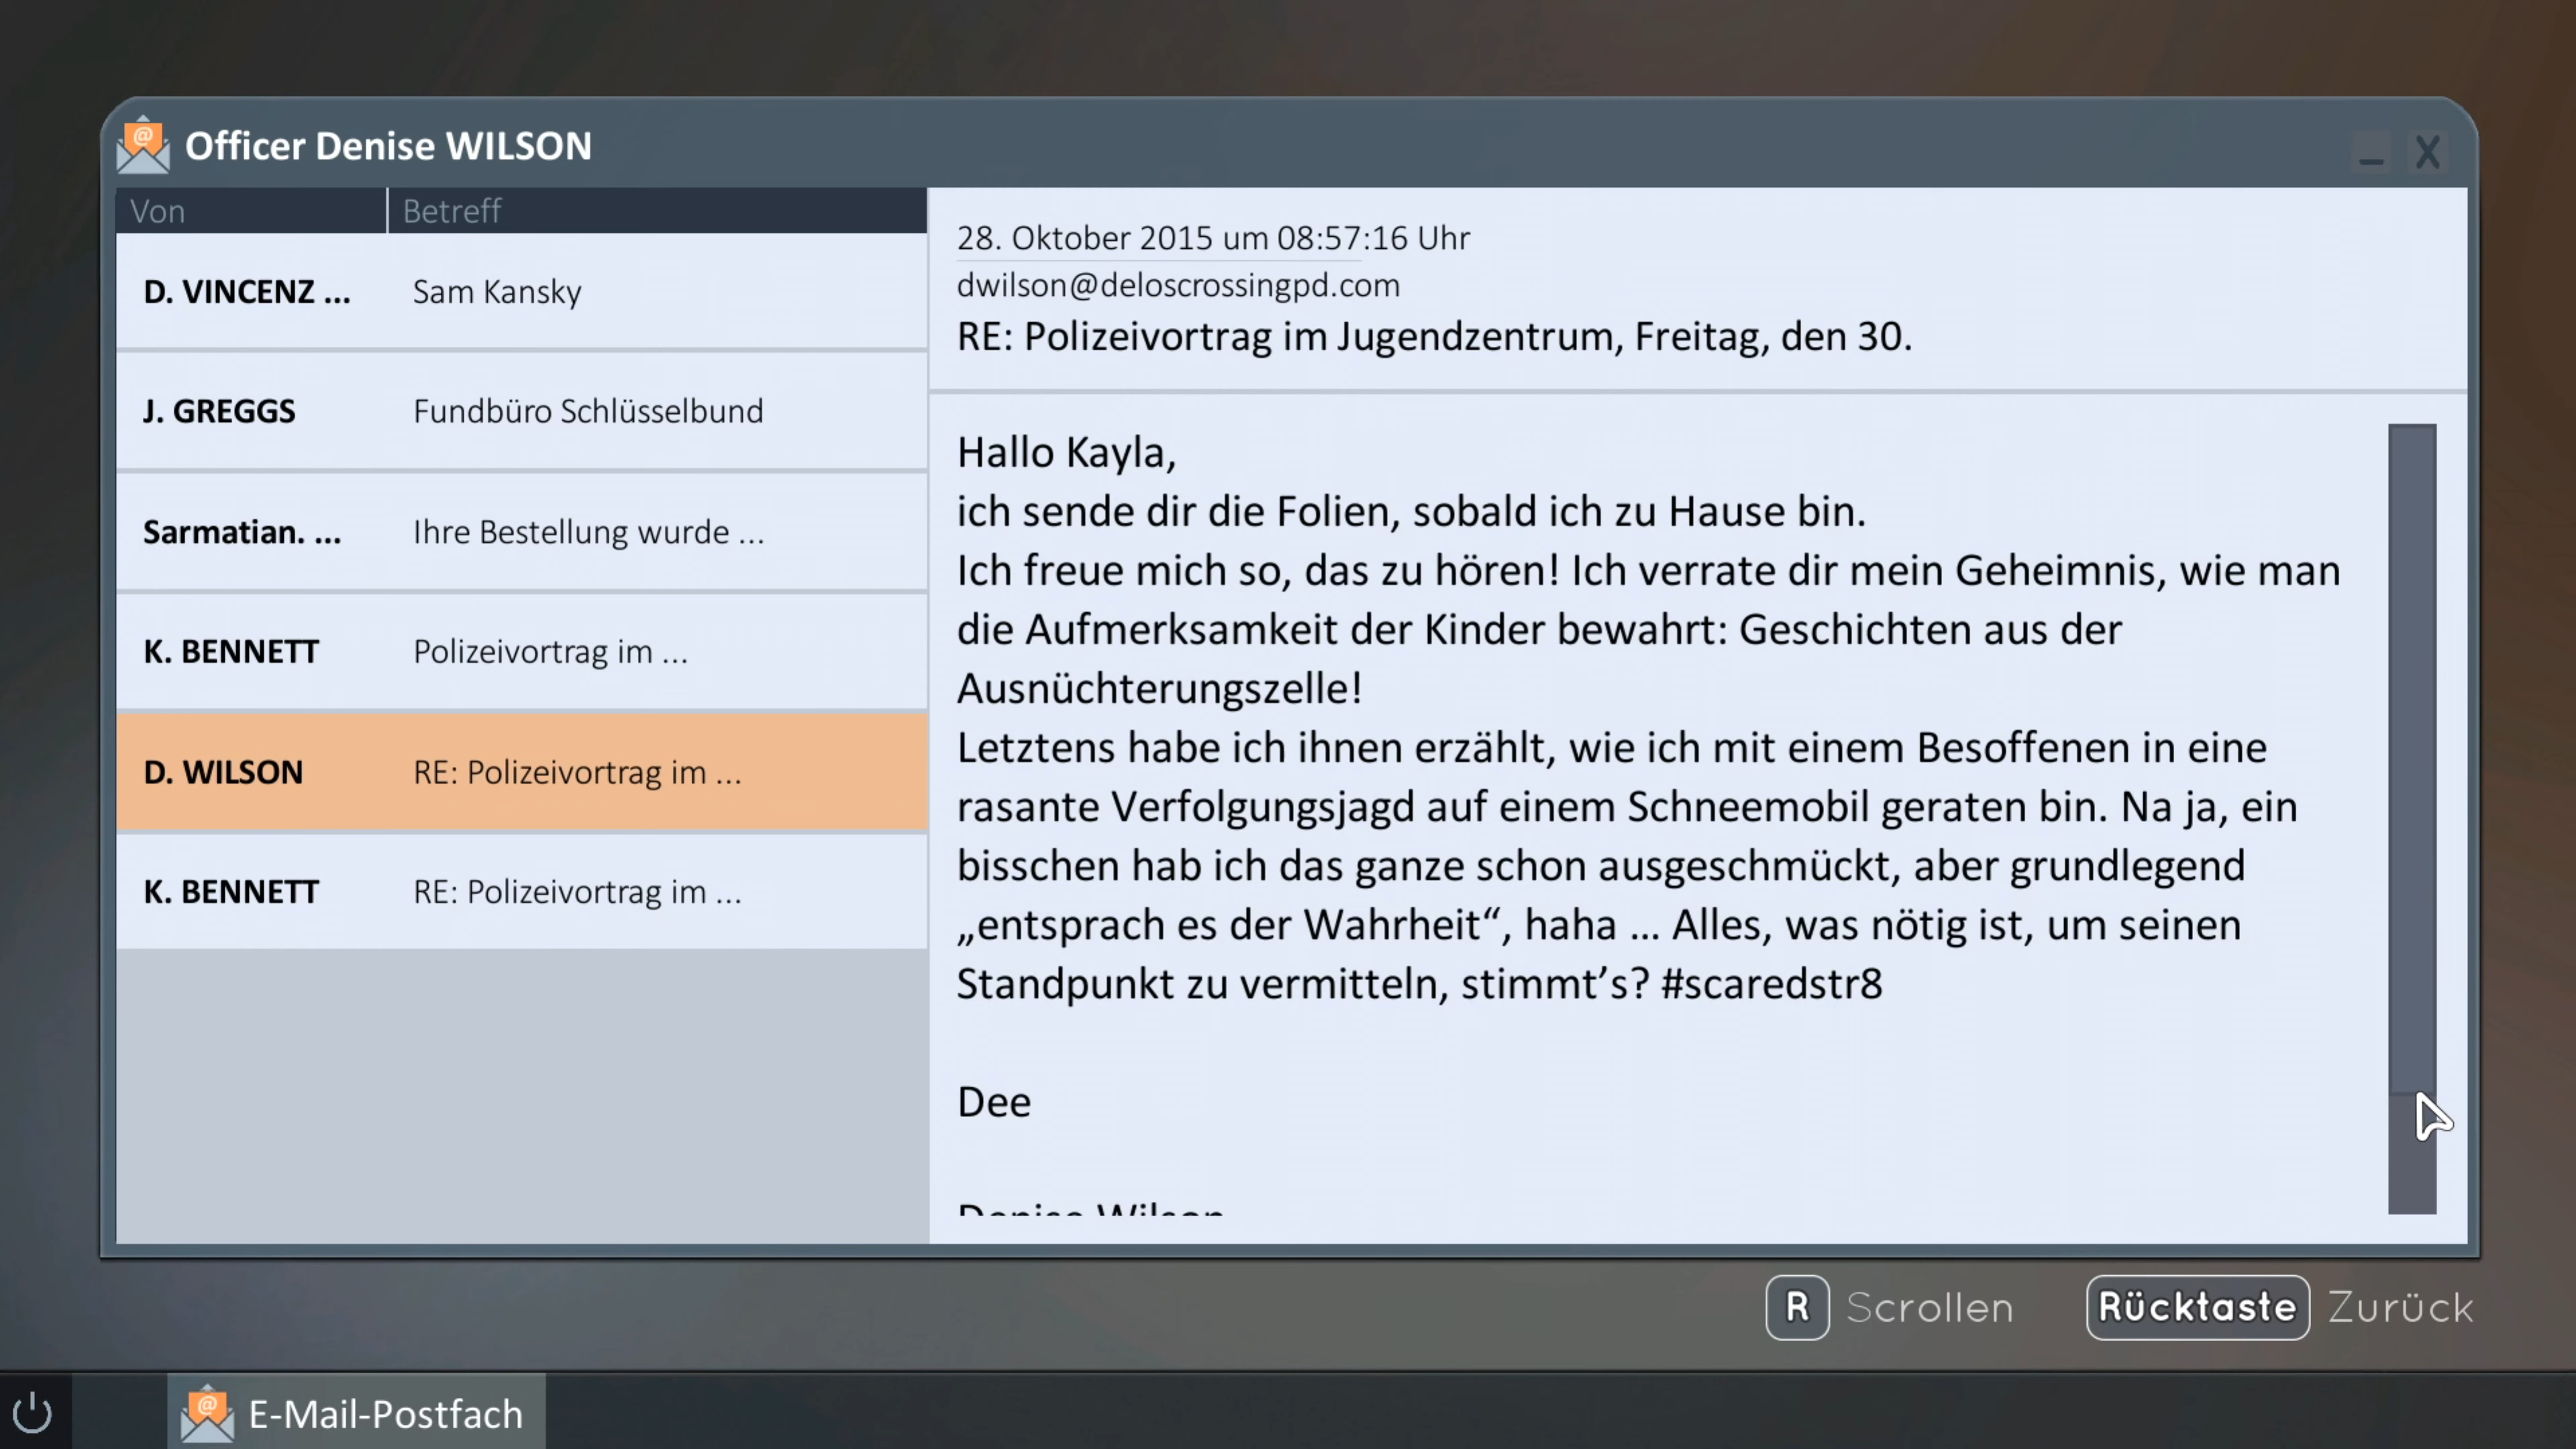 Officer Denise WILSON
Von
Betreff
D. VINCENZ ...
Sam Kansky
J. GREGGS
Fundbüro Schlüsselbund
Sarmatian. ...
Ihre Bestellung wurde ...
K. BENNETT
Polizeivortrag im ...
D. WILSON
RE: Polizeivortrag im ...
K. BENNETT
RE: Polizeivortrag im ...
28. Oktober 2015 um 08:57:16 Uhr
dwilson@deloscrossingpd.com
RE: Polizeivortrag im Jugendzentrum, Freitag, den 30.
Hallo Kayla,
ich sende dir die Folien, sobald ich zu Hause bin.
Ich freue mich so, das zu hören! Ich verrate dir mein Geheimnis, wie man
die Aufmerksamkeit der Kinder bewahrt: Geschichten aus der
Ausnüchterungszelle!
Letztens habe ich ihnen erzählt, wie ich mit einem Besoffenen in eine
rasante Verfolgungsjagd auf einem Schneemobil geraten bin. Na ja, ein
bisschen hab ich das ganze schon ausgeschmückt, aber grundlegend
„entsprach es der Wahrheit“, haha ... Alles, was nötig ist, um seinen
Standpunkt zu vermitteln, stimmt’s? #scaredstr8
Dee
Denise Wilson
R Scrollen
Rücktaste Zurück
E-Mail-Postfach